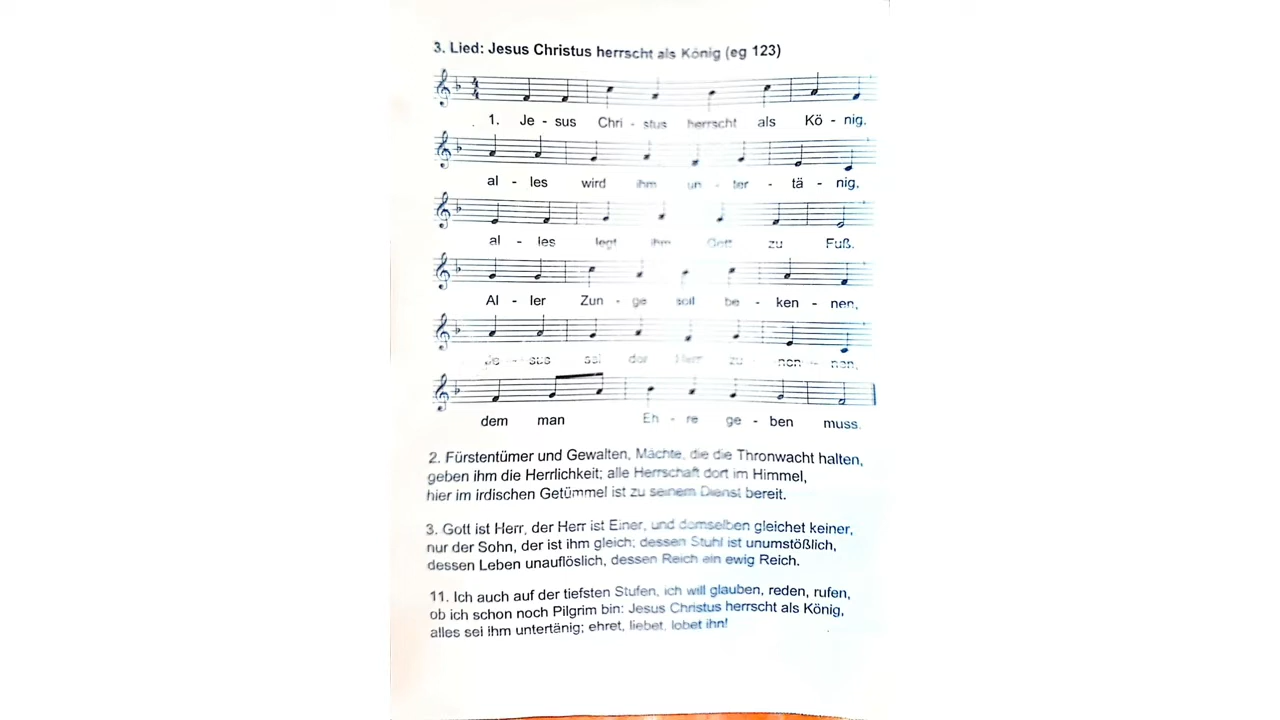 3. Lied: Jesus Christus herrscht als König (eg 123)
1. Je - sus Chri - stus herrscht als Kö - nig,
al - les wird ihm un - ter - tä - nig,
al - les legt ihm Gott zu Fuß.
Al - ler Zun - ge soll be - ken - nen,
Je - sus sei der Herr zu nen - nen,
dem man Eh - re ge - ben muss.
2. Fürstentümer und Gewalten, Mächte, die die Thronwacht halten,
geben ihm die Herrlichkeit; alle Herrschaft dort im Himmel,
hier im irdischen Getümmel ist zu seinem Dienst bereit.
3. Gott ist Herr, der Herr ist Einer, und demselben gleichet keiner,
nur der Sohn, der ist ihm gleich; dessen Stuhl ist unumstößlich,
dessen Leben unauflöslich, dessen Reich ein ewig Reich.
11. Ich auch auf der tiefsten Stufen, ich will glauben, reden, rufen,
ob ich schon noch Pilgrim bin: Jesus Christus herrscht als König,
alles sei ihm untertänig; ehret, liebet, lobet ihn!